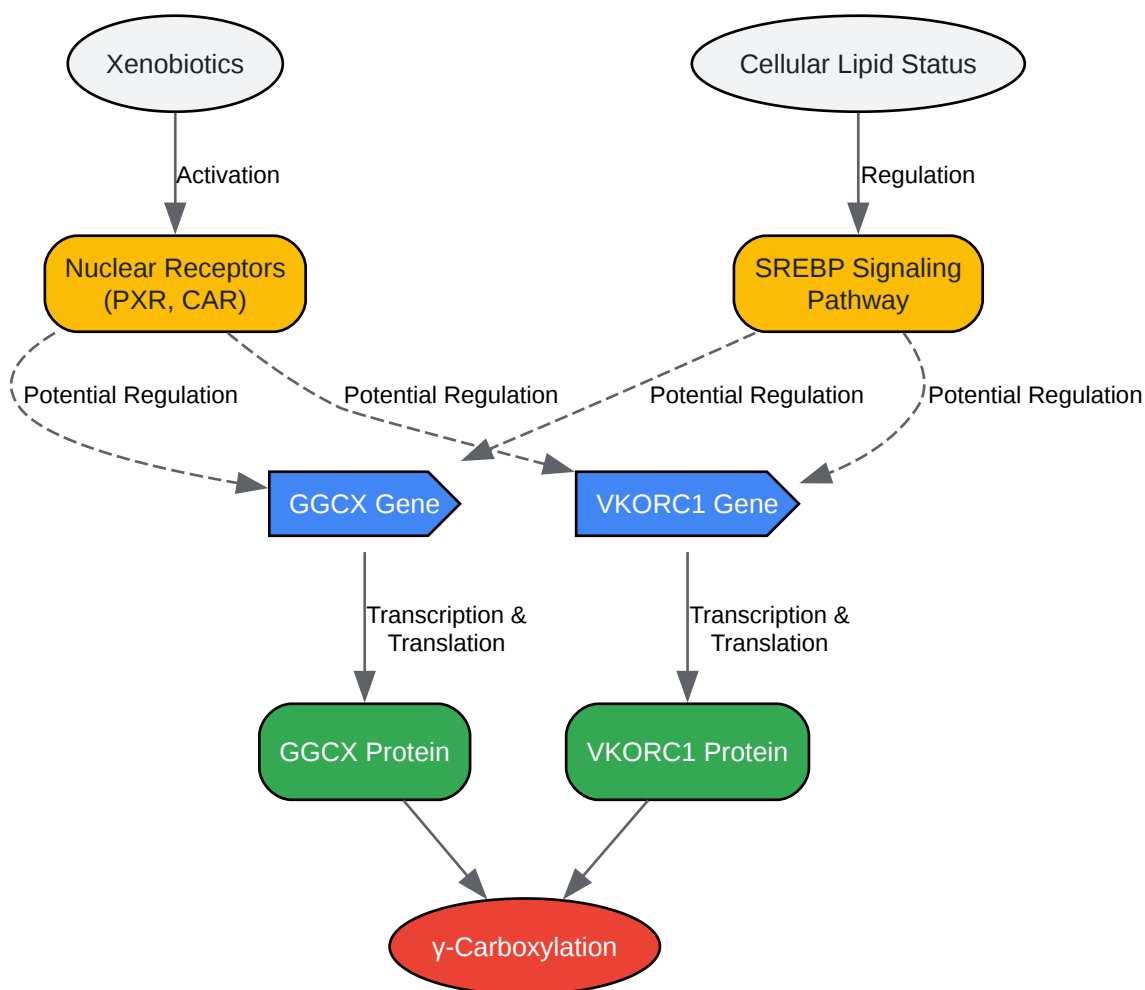 Xenobiotics
Cellular Lipid Status
Activation
Regulation
Nuclear Receptors
(PXR, CAR)
SREBP Signaling
Pathway
Potential Regulation
Potential Regulation
Potential Regulation
Potential Regulation
GGCX Gene
VKORC1 Gene
Transcription &
Translation
Transcription &
Translation
GGCX Protein
VKORC1 Protein
γ-Carboxylation